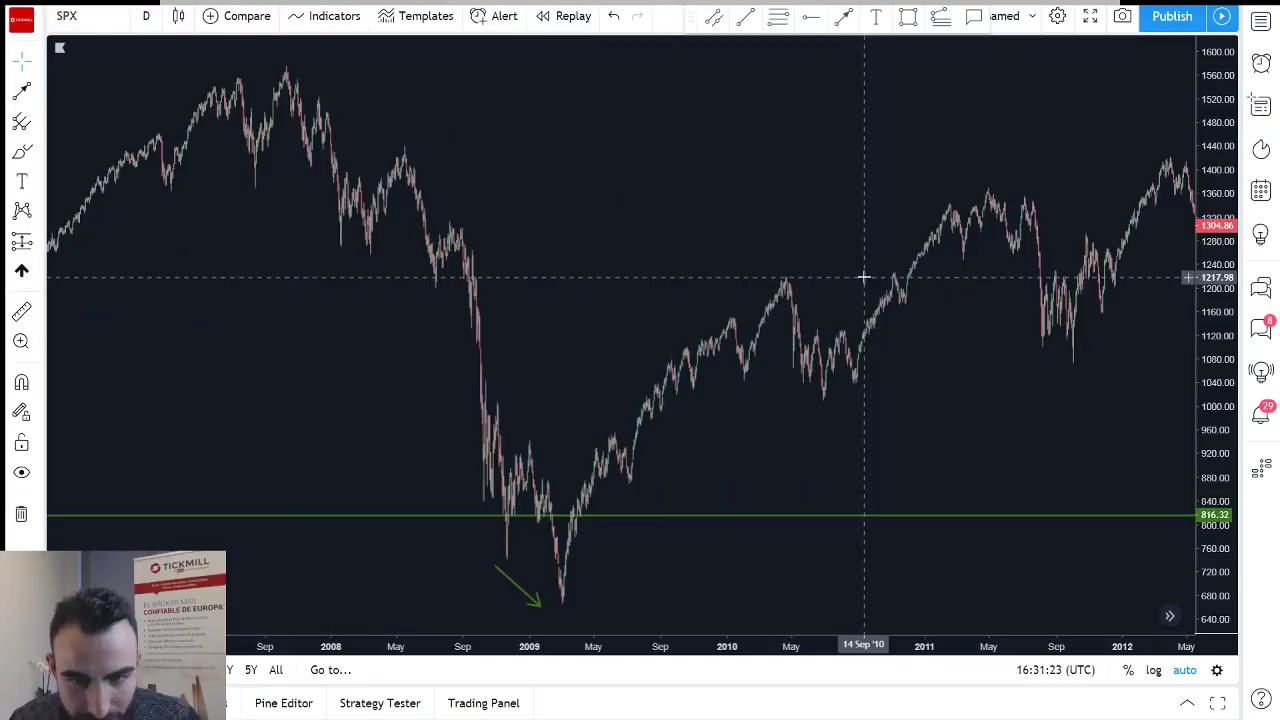 TICKMILL
SPX
D
Compare
Indicators
Templates
Alert
Replay
T
amed
Publish
1600.00
1560.00
1520.00
1480.00
1440.00
1400.00
1360.00
1320.00
1304.86
1280.00
1240.00
1217.98
1200.00
1160.00
1120.00
1080.00
1040.00
1000.00
960.00
920.00
880.00
840.00
816.32
800.00
760.00
720.00
680.00
640.00
8
29
T
TICKMILL
EL BRÓKER MÁS
CONFIABLE DE EUROPA
Sep
2008
May
Sep
2009
May
Sep
2010
May
14 Sep '10
2011
May
2012
May
Y
5Y
All
Go to...
16:31:23 (UTC)
%
log
auto
s
Pine Editor
Strategy Tester
Trading Panel